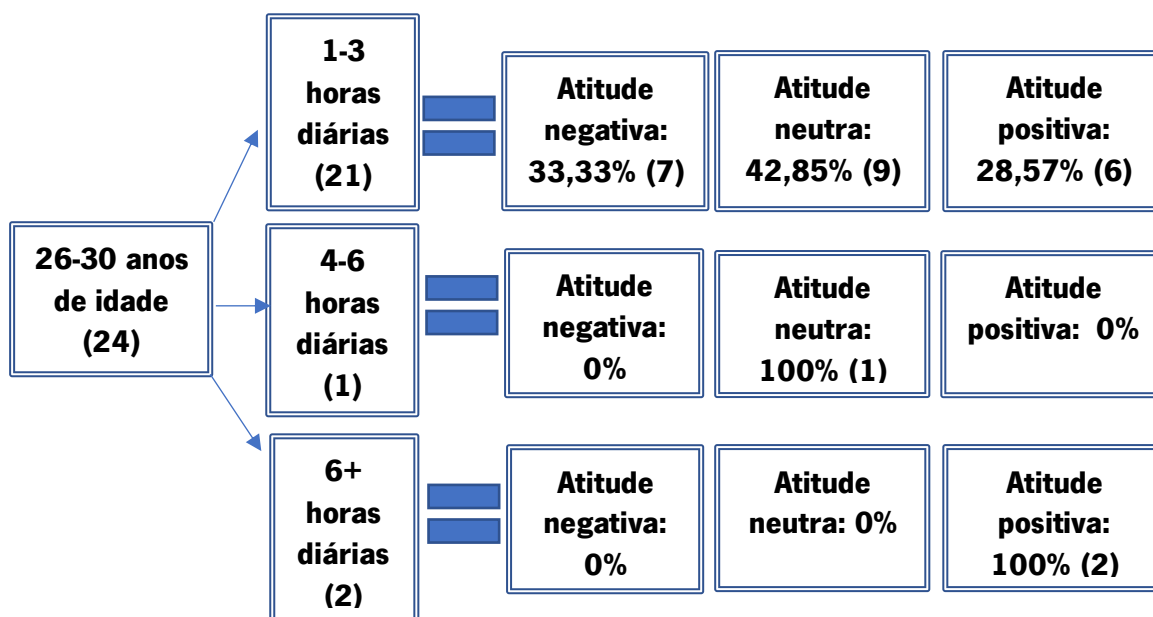 26-30 anos
de idade
(24)
1-3
horas
diárias
(21)
Atitude
negativa:
33,33% (7)
Atitude
neutra:
42,85% (9)
Atitude
positiva:
28,57% (6)
4-6
horas
diárias
(1)
Atitude
negativa:
0%
Atitude
neutra:
100% (1)
Atitude
positiva: 0%
6+
horas
diárias
(2)
Atitude
negativa:
0%
Atitude
neutra: 0%
Atitude
positiva:
100% (2)